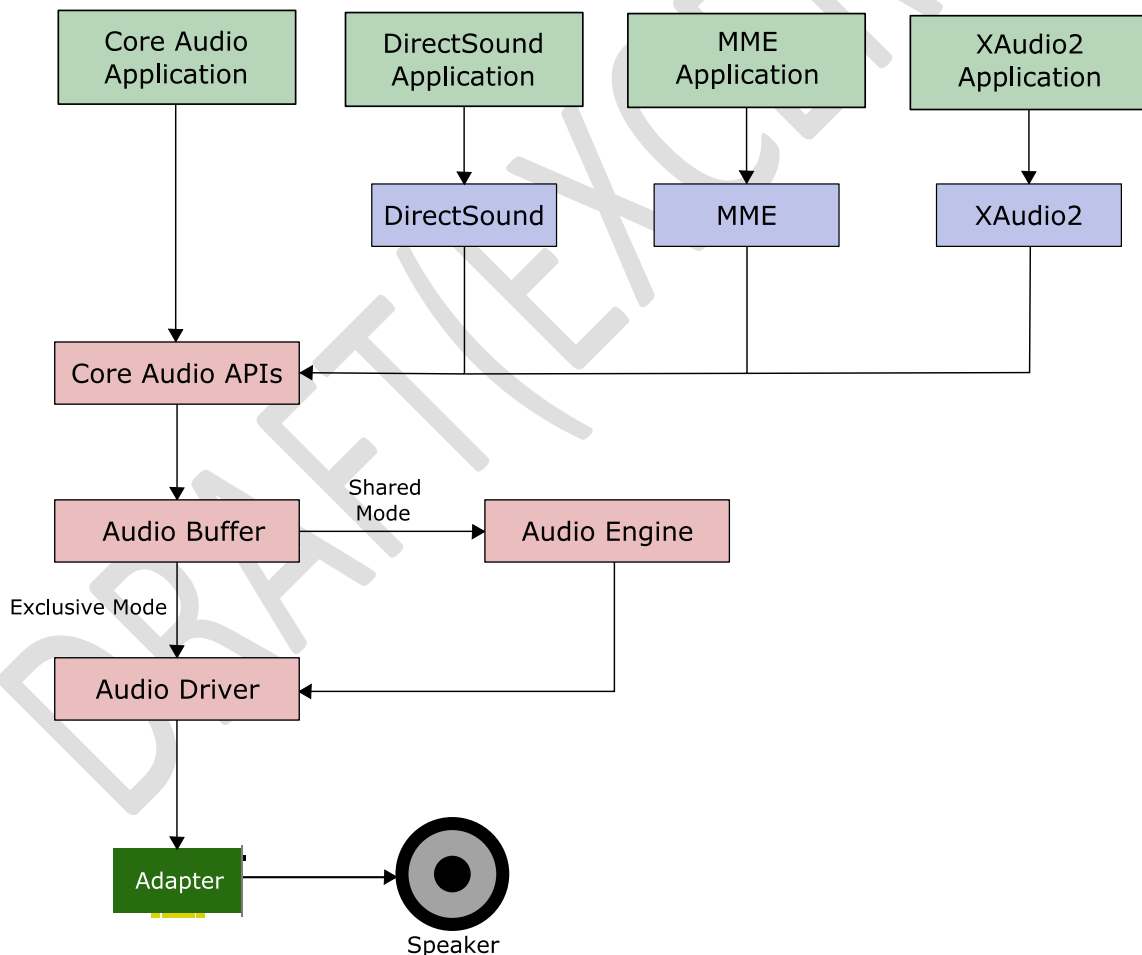 Core Audio
Application
DirectSound
Application
MME
Application
XAudio2
Application
DirectSound
MME
XAudio2
Core Audio APIs
Shared
Mode
Audio Buffer
Audio Engine
Exclusive Mode
Audio Driver
Adapter
Speaker